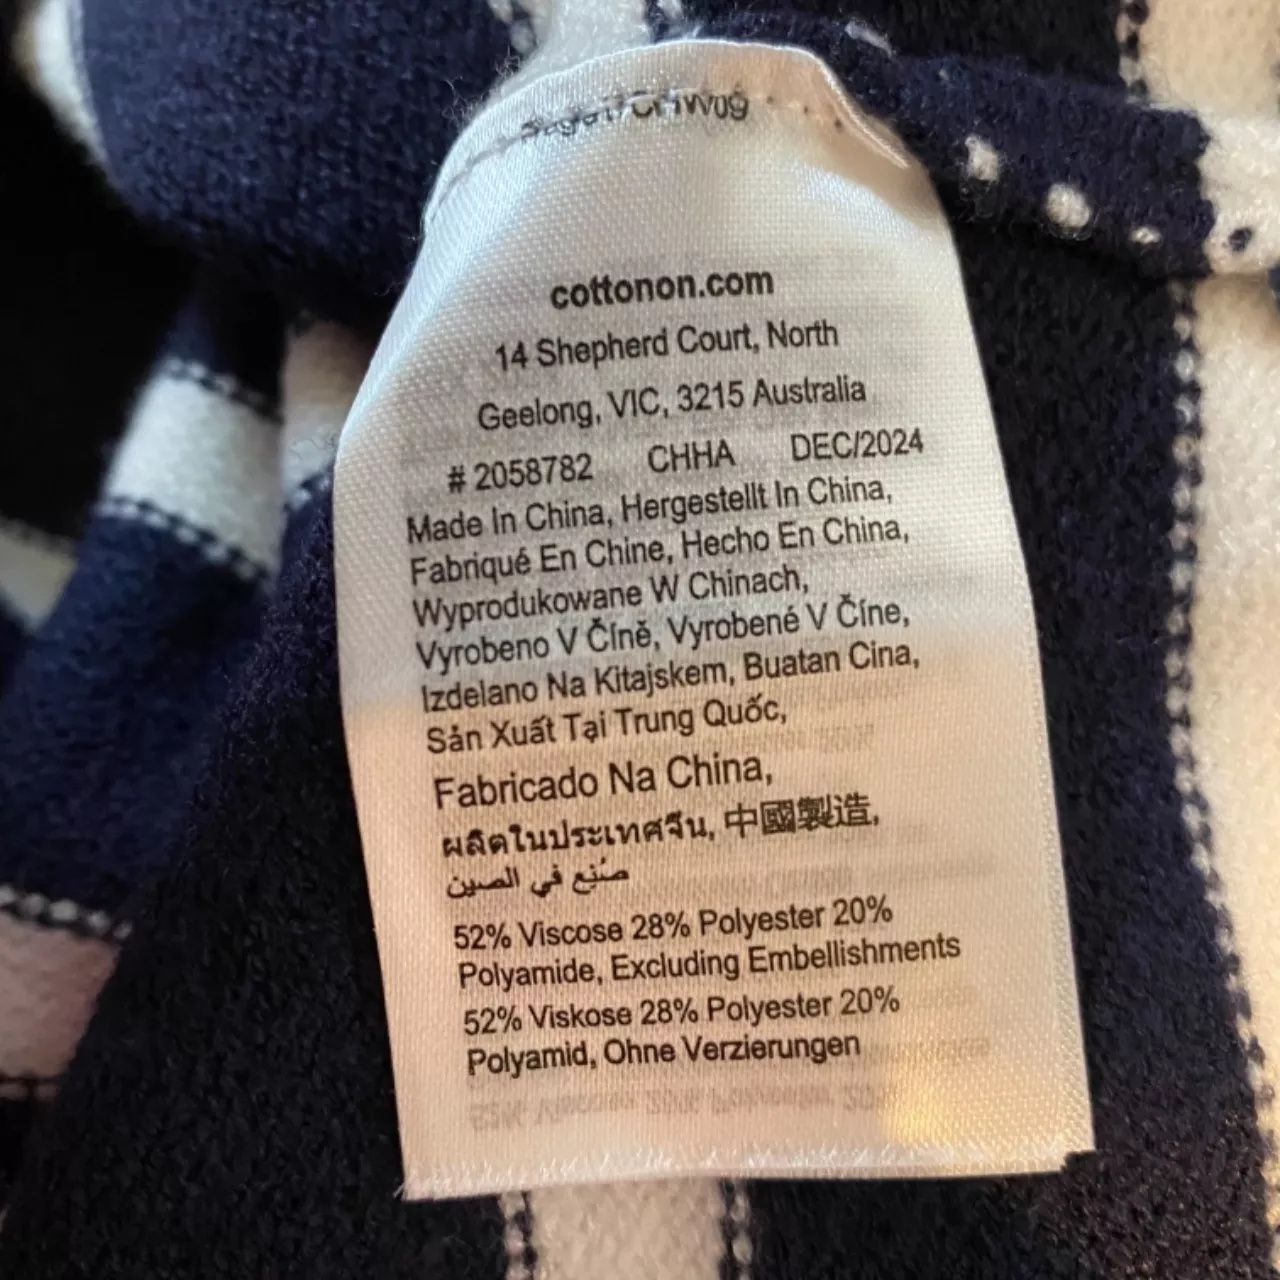 cottonon.com
14 Shepherd Court, North
Geelong, VIC, 3215 Australia
# 2058782 CHHA DEC/2024
Made In China, Hergestellt In China,
Fabriqué En Chine, Hecho En China,
Wyprodukowane W Chinach,
Vyrobeno V Číně, Vyrobené V Číne,
Izdelano Na Kitajskem, Buatan Cina,
Sản Xuất Tại Trung Quốc,
Fabricado Na China,
ผลิตในประเทศจีน, 中國製造,
صُنِع في الصين
52% Viscose 28% Polyester 20%
Polyamide, Excluding Embellishments
52% Viskose 28% Polyester 20%
Polyamid, Ohne Verzierungen